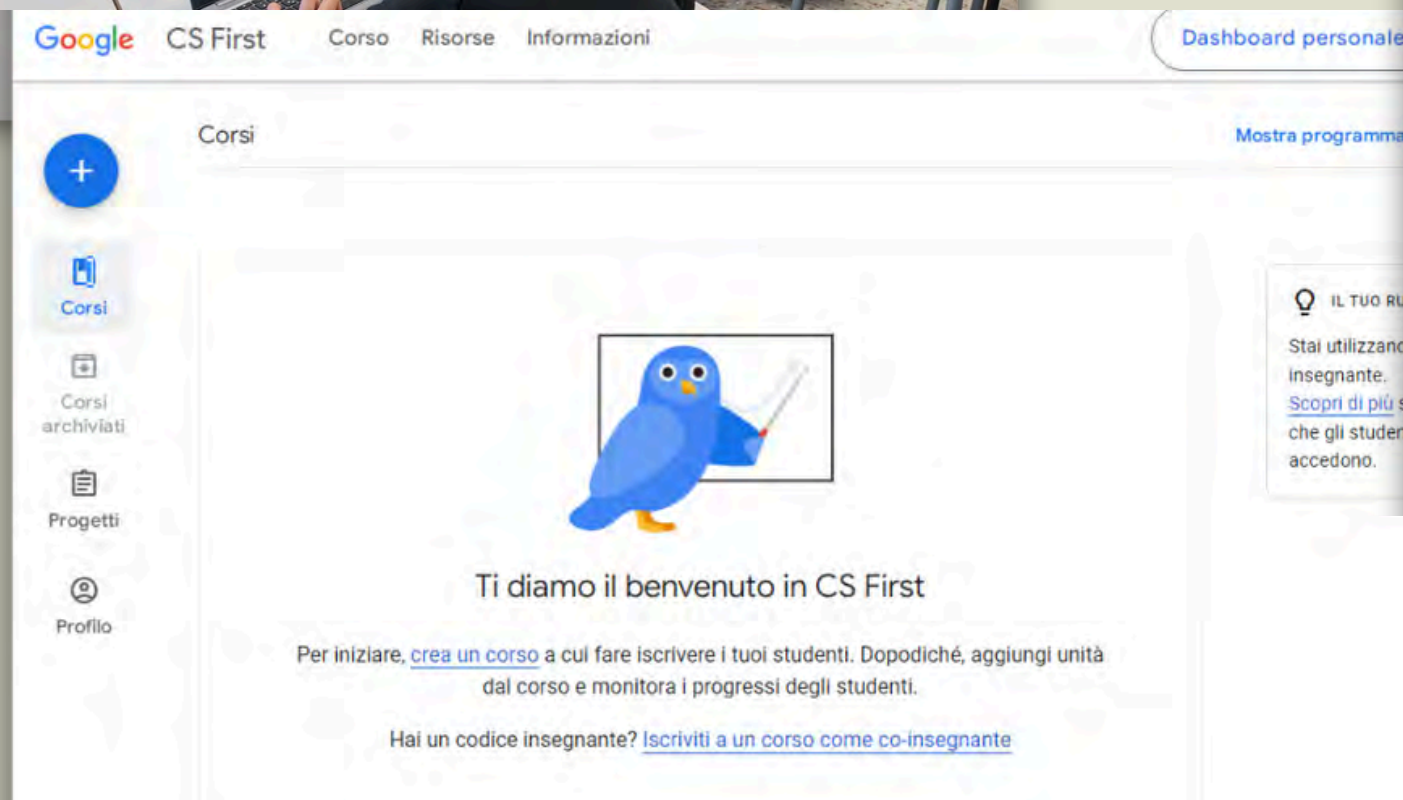 Google CS First Corso Risorse Informazioni Dashboard personale
Corsi
Mostra programma
Corsi
Corsi
archiviati
Progetti
Profilo
IL TUO
Stai
insegnante.
Scopri di più
che gli
accedono.
Ti diamo il benvenuto in CS First
Per iniziare, crea un corso a cui fare iscrivere i tuoi studenti. Dopodiché, aggiungi unità
dal corso e monitora i progressi degli studenti.
Hai un codice insegnante? Iscriviti a un corso come co-insegnante